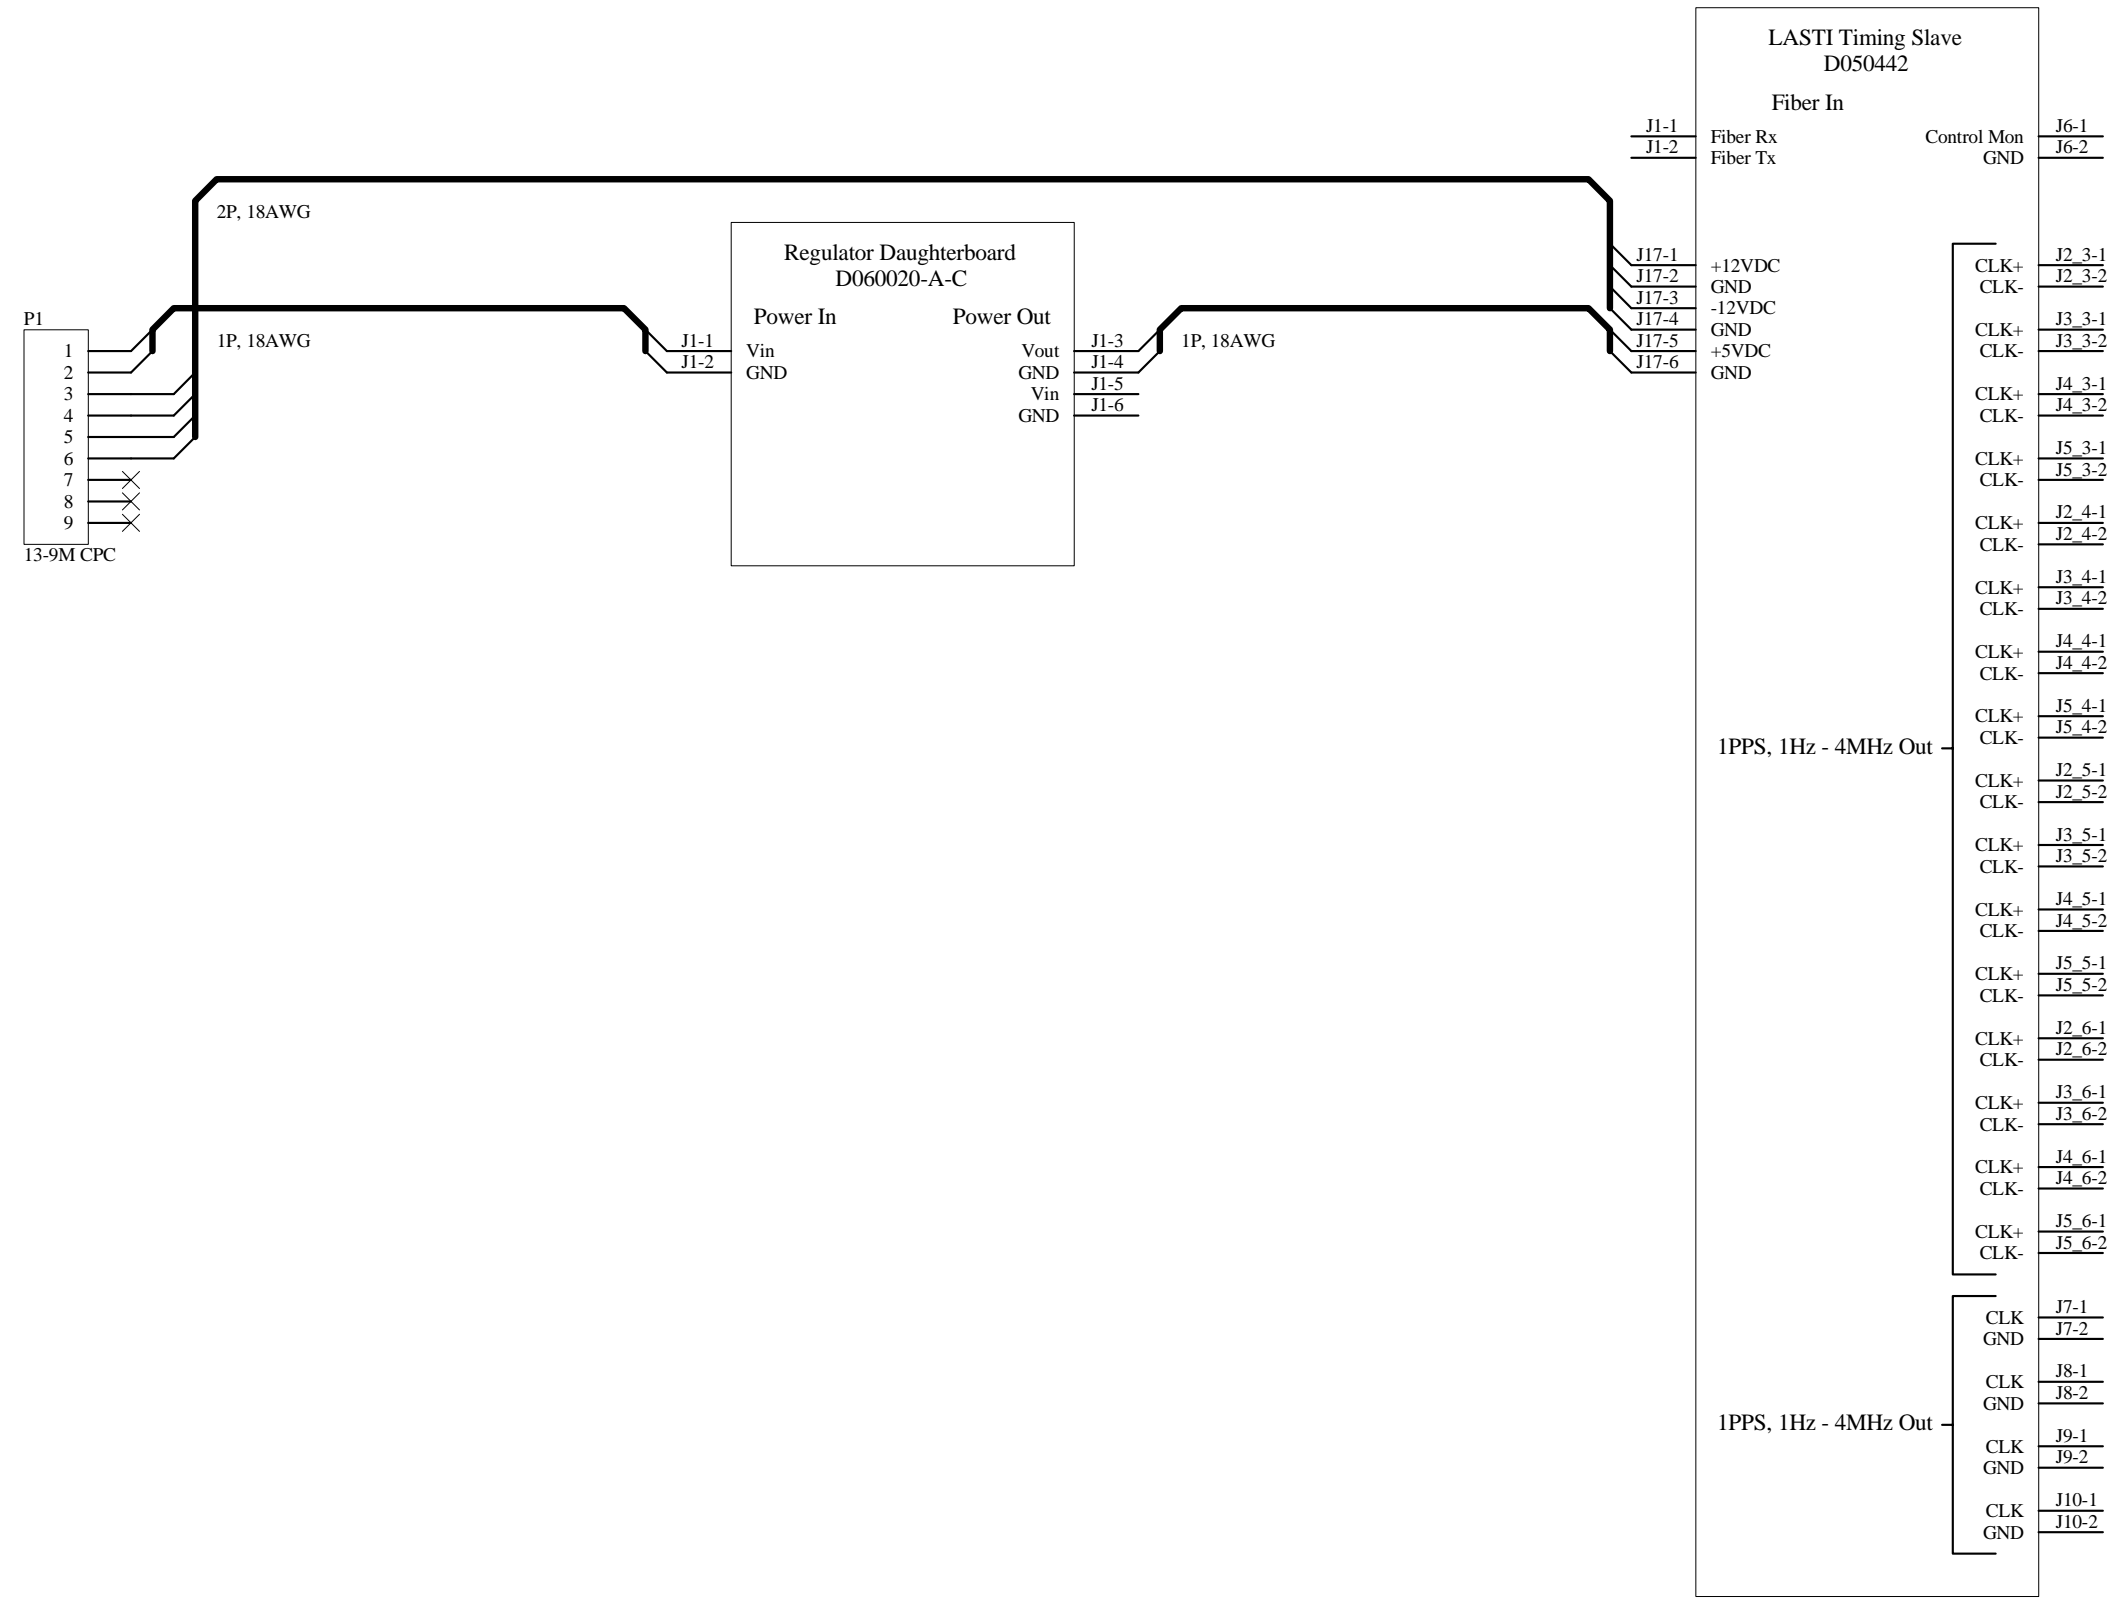 LASTI Timing Slave
D050442
Fiber In
J1-1 Fiber Rx
J1-2 Fiber Tx
Control Mon J6-1
GND J6-2
2P, 18AWG
J17-1 +12VDC
J17-2 GND
J17-3 -12VDC
J17-4 GND
J17-5 +5VDC
J17-6 GND
Regulator Daughterboard
D060020-A-C
Power In
Power Out
J1-1 Vin
J1-2 GND
Vout J1-3
GND J1-4
Vin J1-5
GND J1-6
1P, 18AWG
1P, 18AWG
P1
1
2
3
4
5
6
7
8
9
13-9M CPC
1PPS, 1Hz - 4MHz Out
CLK+ J2_3-1
CLK- J2_3-2
CLK+ J3_3-1
CLK- J3_3-2
CLK+ J4_3-1
CLK- J4_3-2
CLK+ J5_3-1
CLK- J5_3-2
CLK+ J2_4-1
CLK- J2_4-2
CLK+ J3_4-1
CLK- J3_4-2
CLK+ J4_4-1
CLK- J4_4-2
CLK+ J5_4-1
CLK- J5_4-2
CLK+ J2_5-1
CLK- J2_5-2
CLK+ J3_5-1
CLK- J3_5-2
CLK+ J4_5-1
CLK- J4_5-2
CLK+ J5_5-1
CLK- J5_5-2
CLK+ J2_6-1
CLK- J2_6-2
CLK+ J3_6-1
CLK- J3_6-2
CLK+ J4_6-1
CLK- J4_6-2
CLK+ J5_6-1
CLK- J5_6-2
1PPS, 1Hz - 4MHz Out
CLK J7-1
GND J7-2
CLK J8-1
GND J8-2
CLK J9-1
GND J9-2
CLK J10-1
GND J10-2